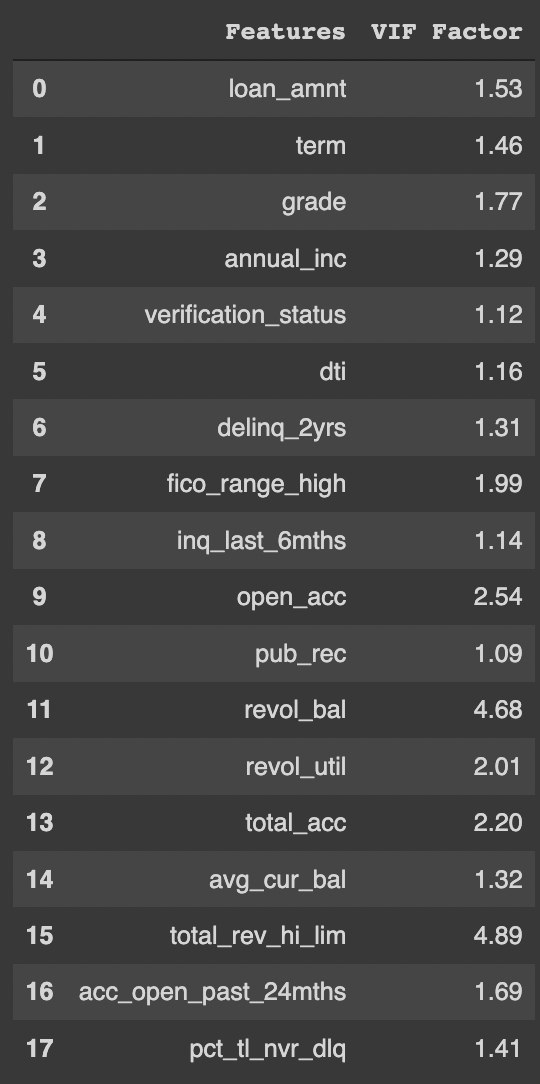 Features VIF Factor
0 loan_amnt 1.53
1 term 1.46
2 grade 1.77
3 annual_inc 1.29
4 verification_status 1.12
5 dti 1.16
6 delinq_2yrs 1.31
7 fico_range_high 1.99
8 inq_last_6mths 1.14
9 open_acc 2.54
10 pub_rec 1.09
11 revol_bal 4.68
12 revol_util 2.01
13 total_acc 2.20
14 avg_cur_bal 1.32
15 total_rev_hi_lim 4.89
16 acc_open_past_24mths 1.69
17 pct_tl_nvr_dlq 1.41